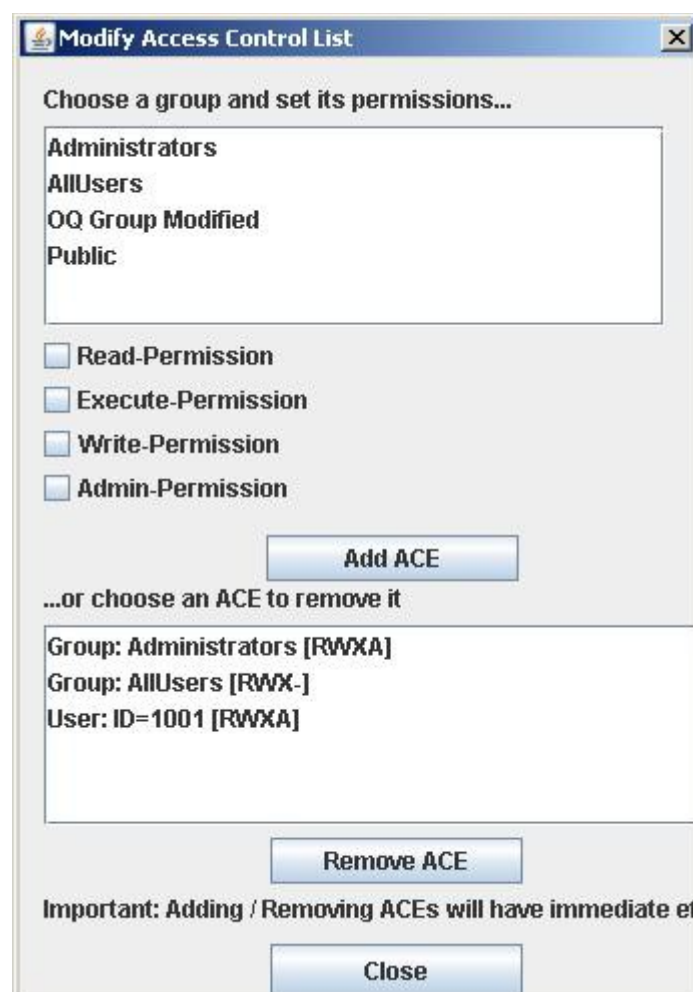 Modify Access Control List
Choose a group and set its permissions...
Administrators
AllUsers
OQ Group Modified
Public
Read-Permission
Execute-Permission
Write-Permission
Admin-Permission
Add ACE
...or choose an ACE to remove it
Group: Administrators [RWXA]
Group: AllUsers [RWX-]
User: ID=1001 [RWXA]
Remove ACE
Important: Adding / Removing ACEs will have immediate
Close